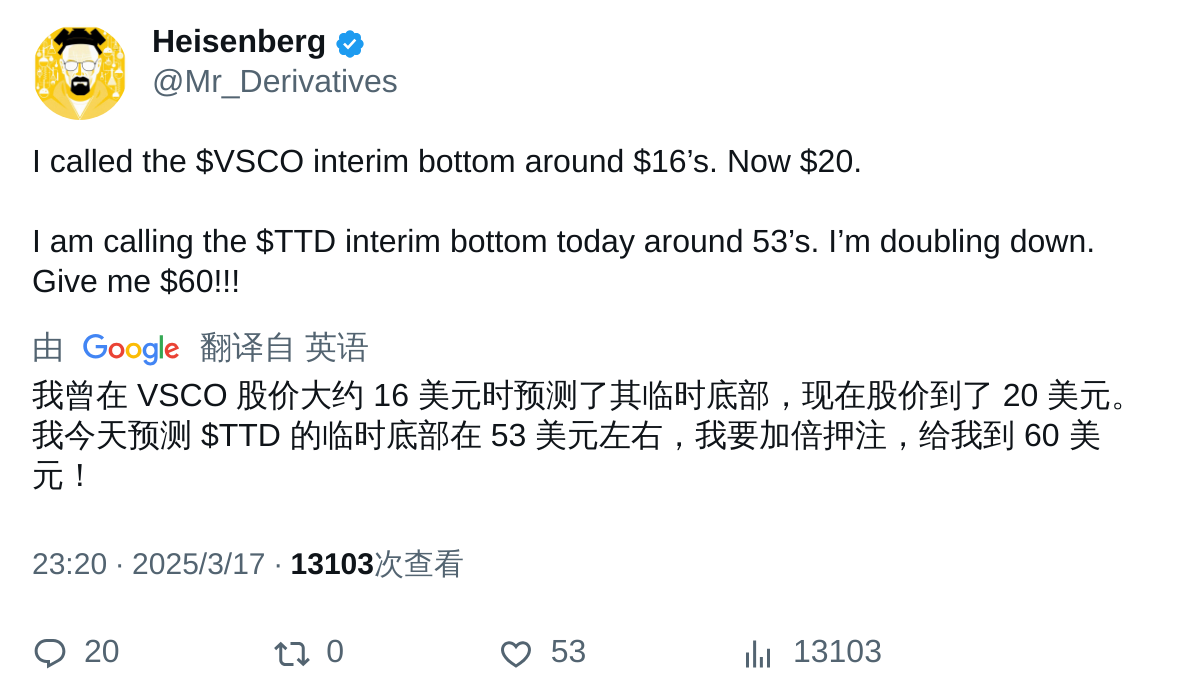 Heisenberg
@Mr_Derivatives
I called the $VSCO interim bottom around $16’s. Now $20.
I am calling the $TTD interim bottom today around 53’s. I’m doubling down.
Give me $60!!!
由 Google 翻译自 英语
我曾在 VSCO 股价大约 16 美元时预测了其临时底部，现在股价到了 20 美元。
我今天预测 $TTD 的临时底部在 53 美元左右，我要加倍押注，给我到 60 美
元！
23:20 · 2025/3/17 · 13103次查看
20 0 53 13103